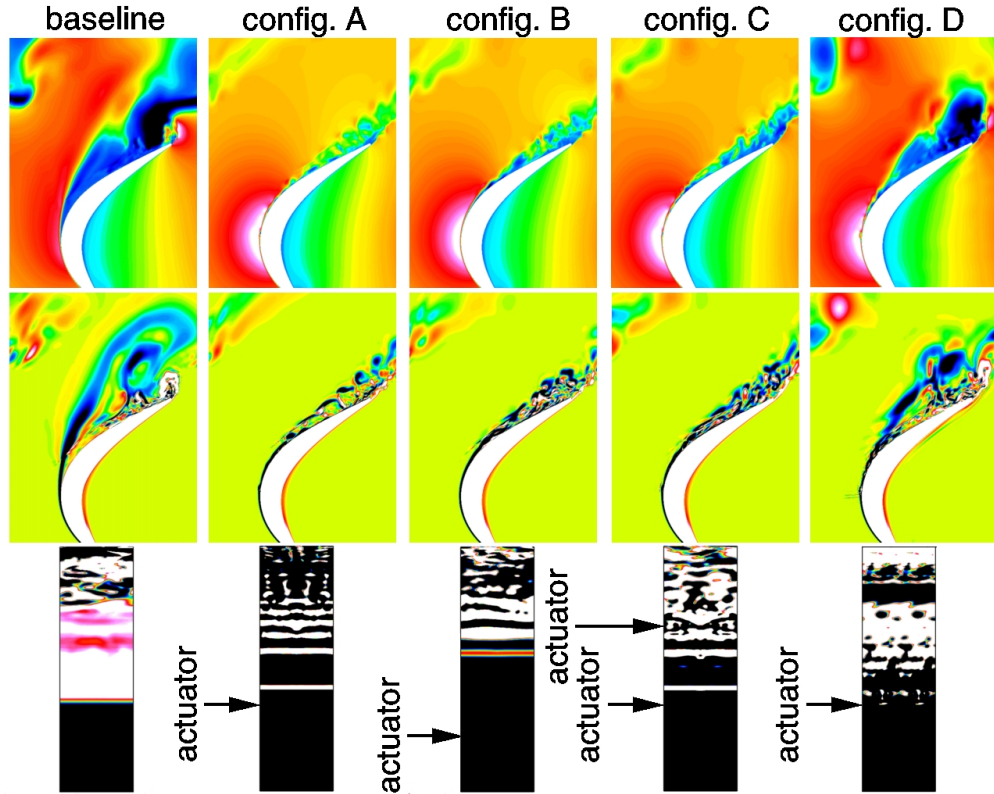 baseline
config. A
config. B
config. C
config. D
actuator
actuator
actuator
actuator
actuator